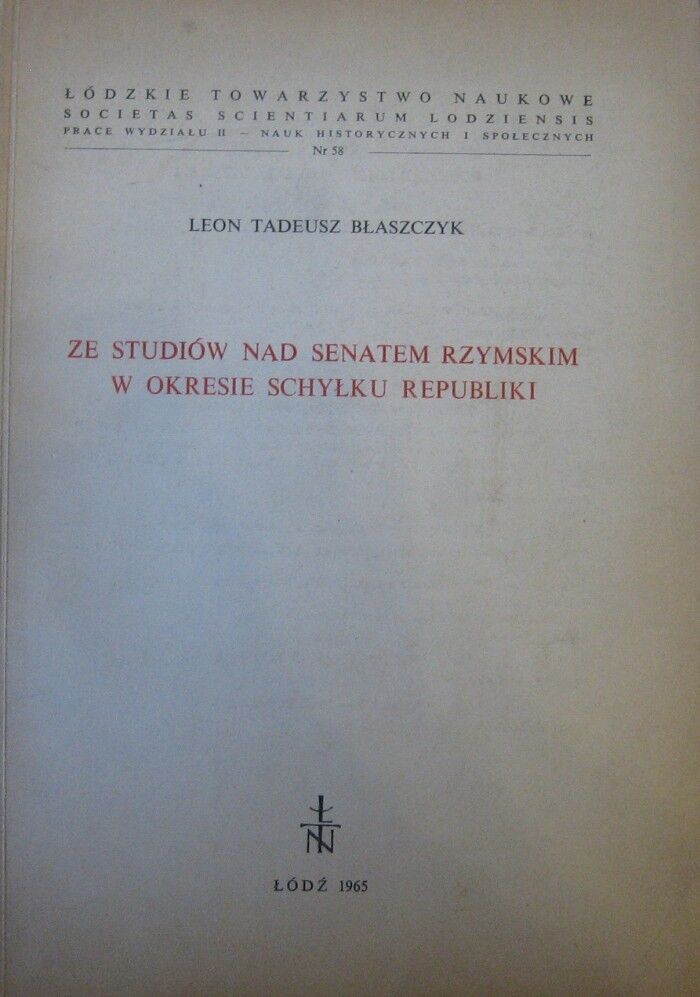 ŁÓDZKIE TOWARZYSTWO NAUKOWE
SOCIETAS SCIENTIARUM LODZIENSIS
PRACE WYDZIAŁU II — NAUK HISTORYCZNYCH I SPOŁECZNYCH
Nr 58
LEON TADEUSZ BŁASZCZYK
ZE STUDIÓW NAD SENATEM RZYMSKIM
W OKRESIE SCHYŁKU REPUBLIKI
ŁTN
ŁÓDŹ 1965